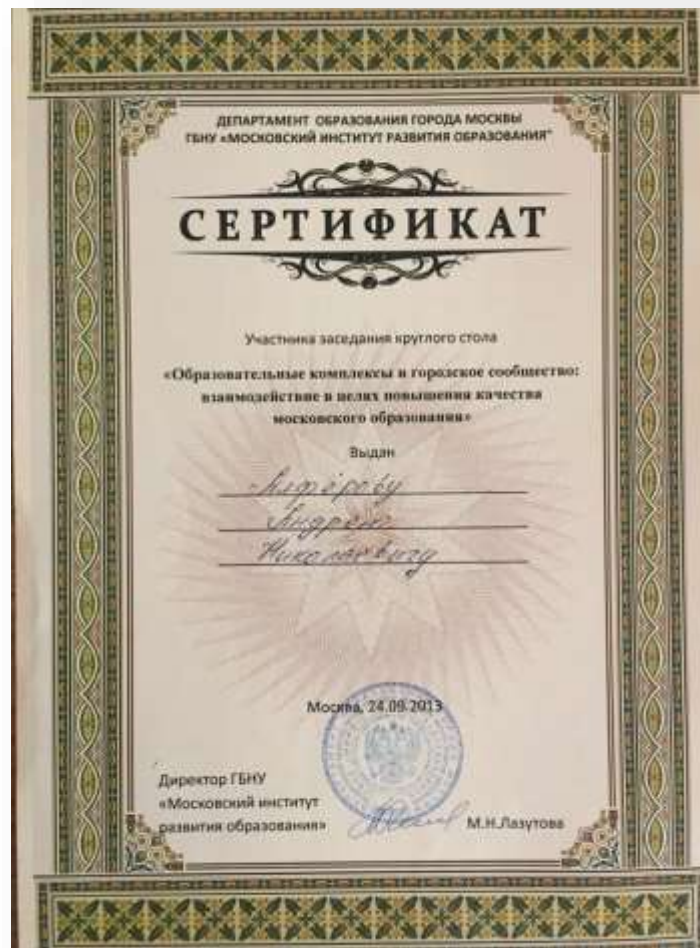 ДЕПАРТАМЕНТ ОБРАЗОВАНИЯ ГОРОДА МОСКВЫ
ГБНУ «МОСКОВСКИЙ ИНСТИТУТ РАЗВИТИЯ ОБРАЗОВАНИЯ"
СЕРТИФИКАТ
Участника заседания круглого стола
«Образовательные комплексы и городское сообщество:
взаимодействие в целях повышения качества
московского образования»
Выдан
Алфёрову
Андрею
Николаевичу
Москва, 24.09.2013
Директор ГБНУ
«Московский институт
развития образования»
М.Н.Лазутова